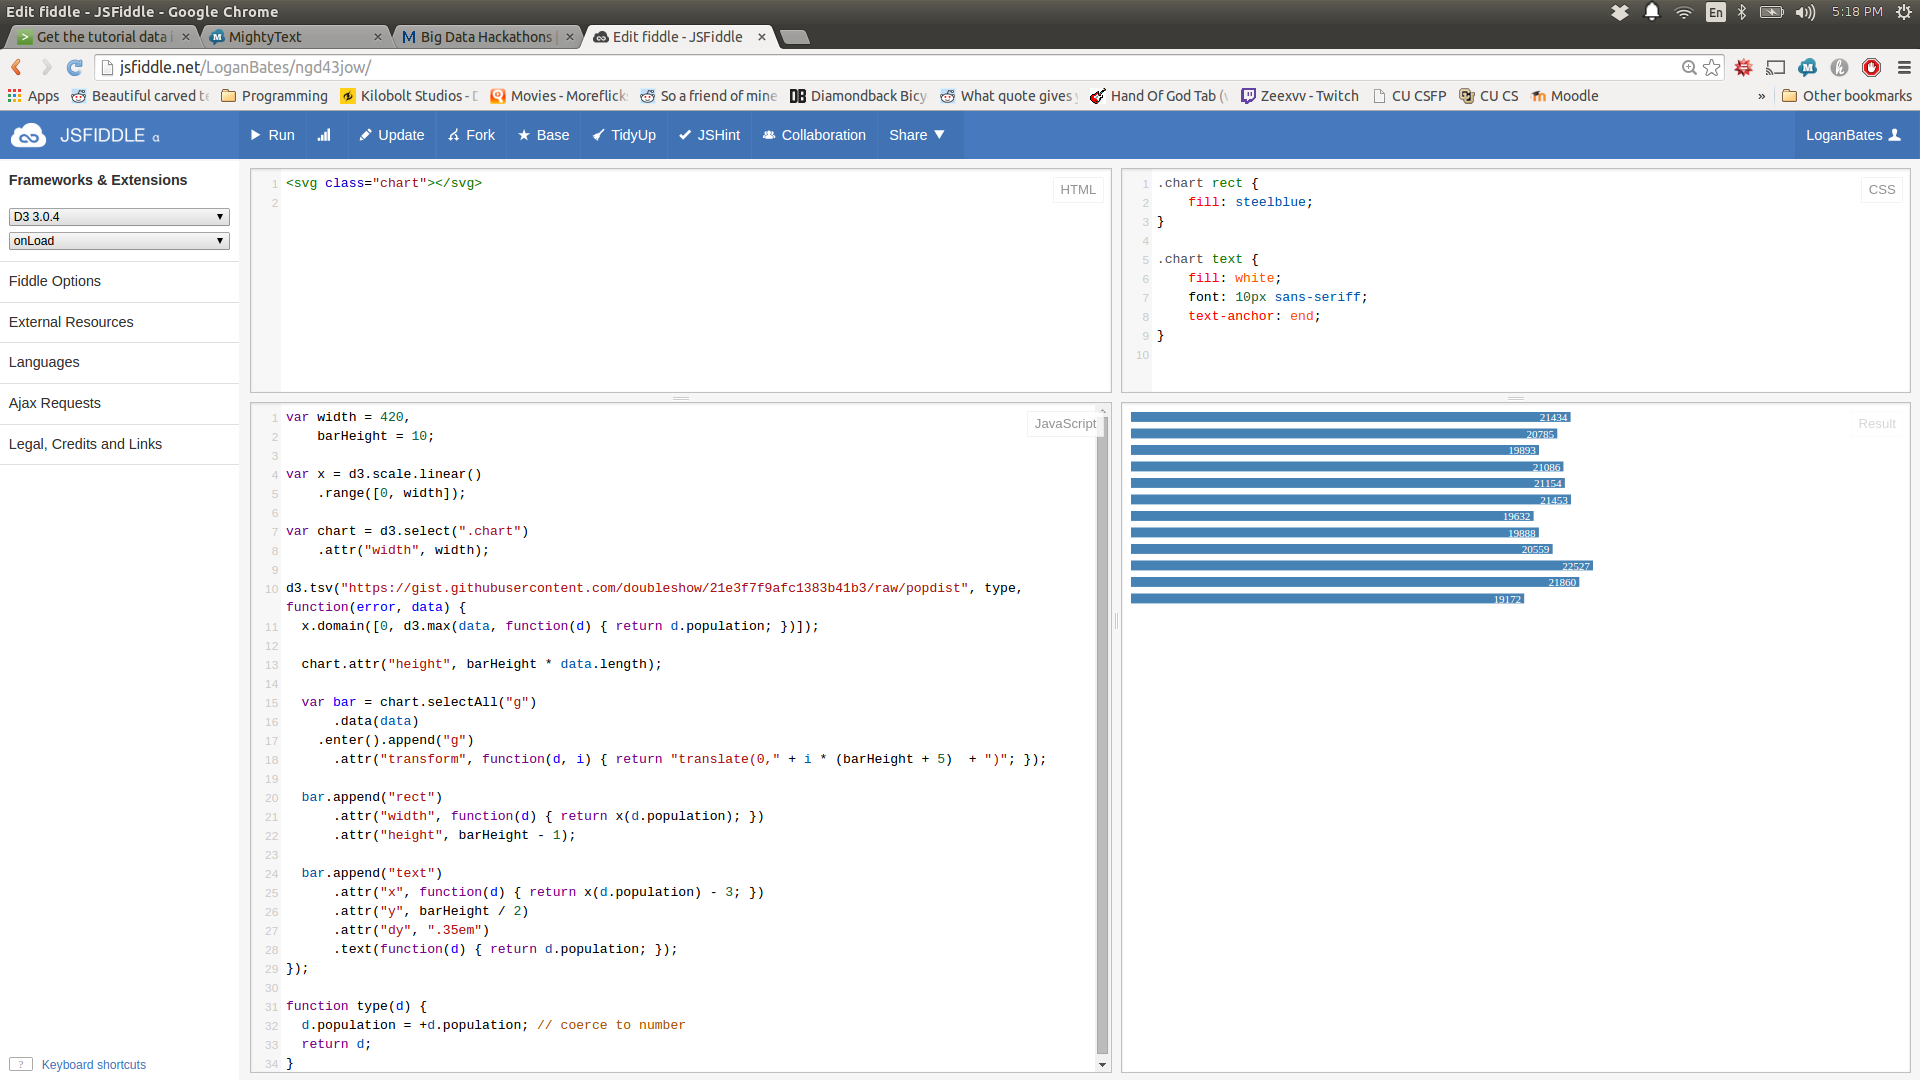 Edit fiddle - JSFiddle - Google Chrome
En
5:18 PM
Get the tutorial data i
MightyText
Big Data Hackathons |
Edit fiddle - JSFiddle
jsfiddle.net/LoganBates/ngd43jow/
Apps
Beautiful carved te
Programming
Kilobolt Studios - D
Movies - Moreflick
So a friend of mine
Diamondback Bicy
What quote gives y
Hand Of God Tab (v
Zeexvv - Twitch
CU CSFP
CU CS
Moodle
»
Other bookmarks
JSFIDDLE α
Run
Update
Fork
Base
TidyUp
JSHint
Collaboration
Share
LoganBates
Frameworks & Extensions
D3 3.0.4
onLoad
Fiddle Options
External Resources
Languages
Ajax Requests
Legal, Credits and Links
? Keyboard shortcuts
HTML
1 <svg class="chart"></svg>
2
CSS
1 .chart rect {
2     fill: steelblue;
3 }
4
5 .chart text {
6     fill: white;
7     font: 10px sans-seriff;
8     text-anchor: end;
9 }
10
JavaScript
1 var width = 420,
2     barHeight = 10;
3
4 var x = d3.scale.linear()
5     .range([0, width]);
6
7 var chart = d3.select(".chart")
8     .attr("width", width);
9
10 d3.tsv("https://gist.githubusercontent.com/doubleshow/21e3f7f9afc1383b41b3/raw/popdist", type,
function(error, data) {
11   x.domain([0, d3.max(data, function(d) { return d.population; })]);
12
13   chart.attr("height", barHeight * data.length);
14
15   var bar = chart.selectAll("g")
16       .data(data)
17     .enter().append("g")
18       .attr("transform", function(d, i) { return "translate(0," + i * (barHeight + 5)  + ")"; });
19
20   bar.append("rect")
21       .attr("width", function(d) { return x(d.population); })
22       .attr("height", barHeight - 1);
23
24   bar.append("text")
25       .attr("x", function(d) { return x(d.population) - 3; })
26       .attr("y", barHeight / 2)
27       .attr("dy", ".35em")
28       .text(function(d) { return d.population; });
29 });
30
31 function type(d) {
32   d.population = +d.population; // coerce to number
33   return d;
34 }
Result
21434
20785
19893
21086
21154
21453
19632
19888
20559
22527
21860
19172